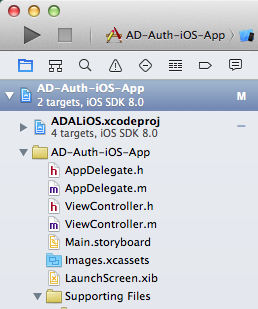 AD-Auth-iOS-App
AD-Auth-iOS-App
2 targets, iOS SDK 8.0
M
ADALiOS.xcodeproj
4 targets, iOS SDK 8.0
AD-Auth-iOS-App
h AppDelegate.h
m AppDelegate.m
h ViewController.h
m ViewController.m
Main.storyboard
Images.xcassets
LaunchScreen.xib
Supporting Files